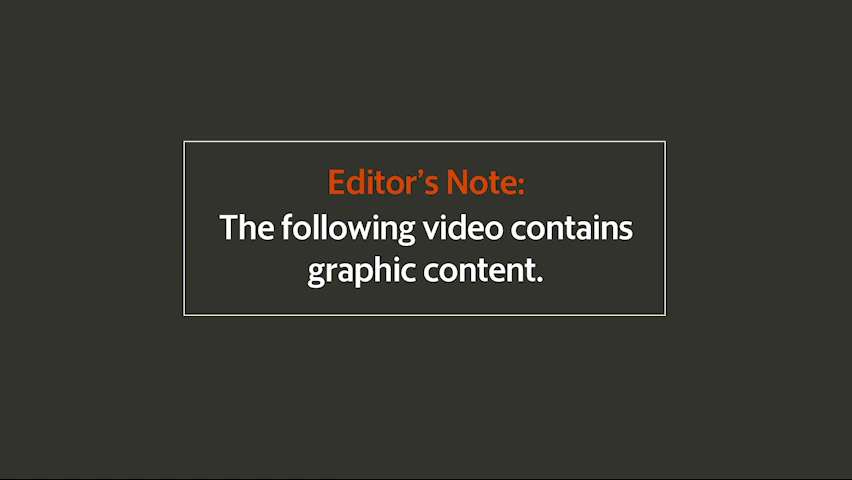 Editor’s Note:
The following video contains
graphic content.